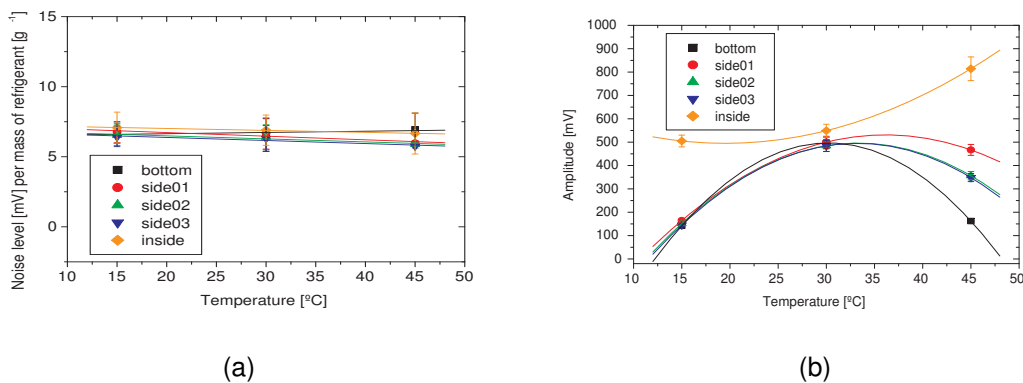 15
10
5
0
10 15 20 25 30 35 40 45 50
Noise level [mV] per mass of refrigerant [g⁻¹]
Temperature [ºC]
bottom
side01
side02
side03
inside
(a)
1000
900
800
700
600
500
400
300
200
100
0
10 15 20 25 30 35 40 45 50
Amplitude [mV]
Temperature [ºC]
bottom
side01
side02
side03
inside
(b)